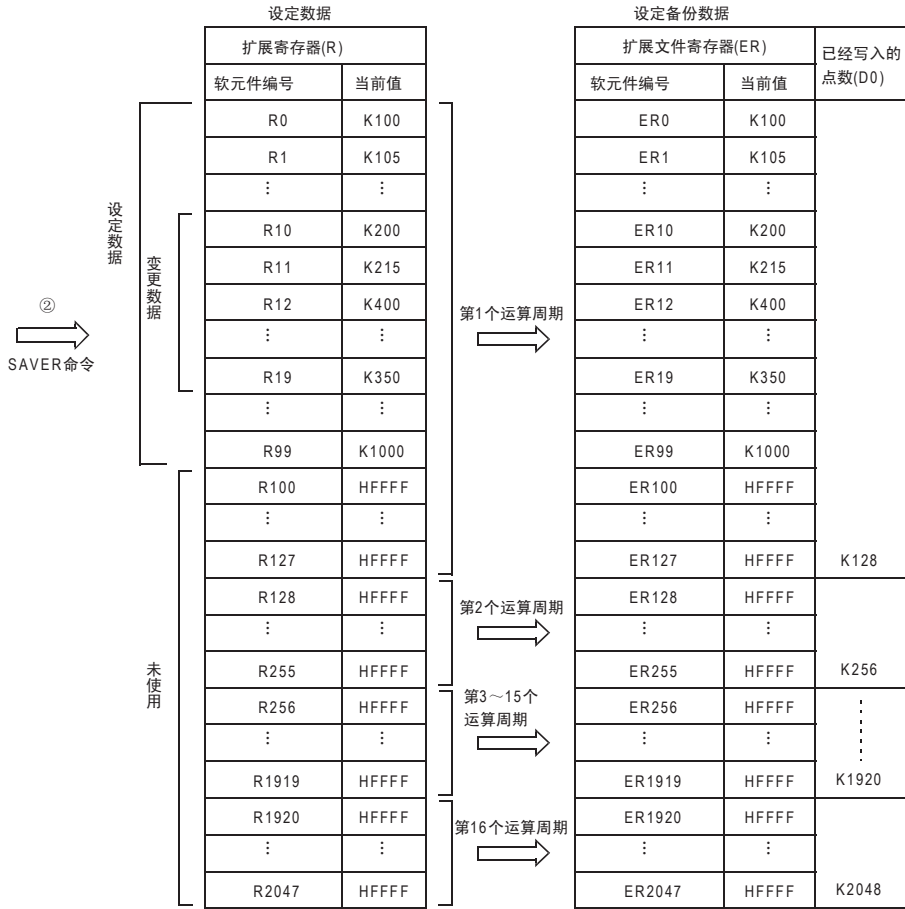 设定数据
设定备份数据
扩展寄存器(R)
扩展文件寄存器(ER)
已经写入的
点数(D0)
软元件编号 当前值
软元件编号 当前值
R0 K100
ER0 K100
R1 K105
ER1 K105
⋮ ⋮
⋮ ⋮
设定数据
R10 K200
ER10 K200
变更数据
R11 K215
ER11 K215
②
SAVER命令
R12 K400
第1个运算周期
ER12 K400
⋮ ⋮
⋮ ⋮
R19 K350
ER19 K350
⋮ ⋮
⋮ ⋮
R99 K1000
ER99 K1000
R100 HFFFF
ER100 HFFFF
⋮ ⋮
⋮ ⋮
R127 HFFFF
ER127 HFFFF K128
R128 HFFFF
第2个运算周期
ER128 HFFFF
⋮ ⋮
⋮ ⋮
未使用
R255 HFFFF
ER255 HFFFF K256
R256 HFFFF
第3～15个
运算周期
ER256 HFFFF
⋮ ⋮
⋮ ⋮
R1919 HFFFF
ER1919 HFFFF K1920
R1920 HFFFF
第16个运算周期
ER1920 HFFFF
⋮ ⋮
⋮ ⋮
R2047 HFFFF
ER2047 HFFFF K2048